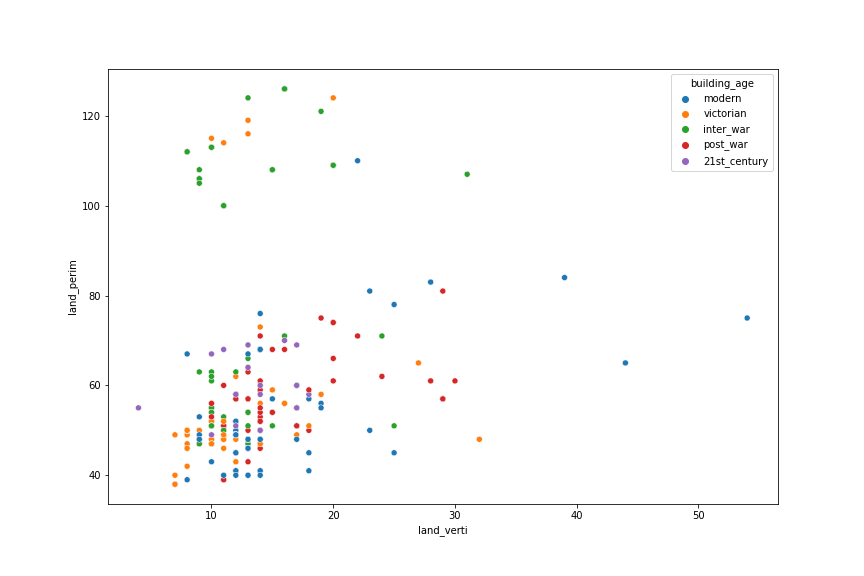 building_age
modern
victorian
inter_war
post_war
21st_century
land_perim
120
100
80
60
40
10
20
30
40
50
land_verti